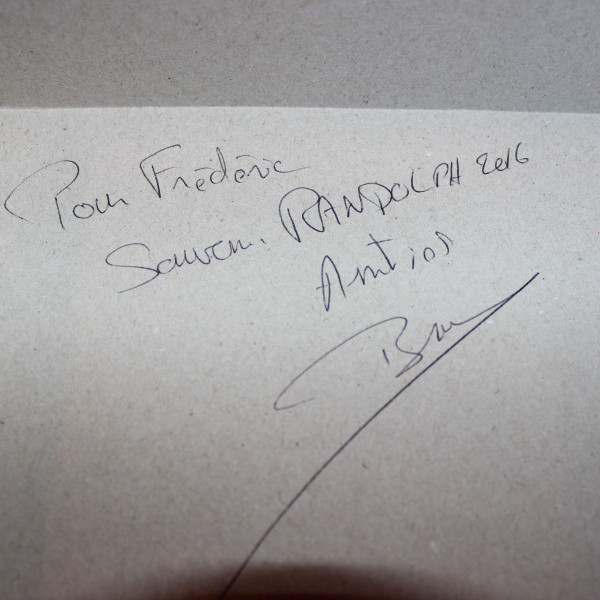 Pour Frédéric
Souvenir RANDOLPH 2016
Amitiés